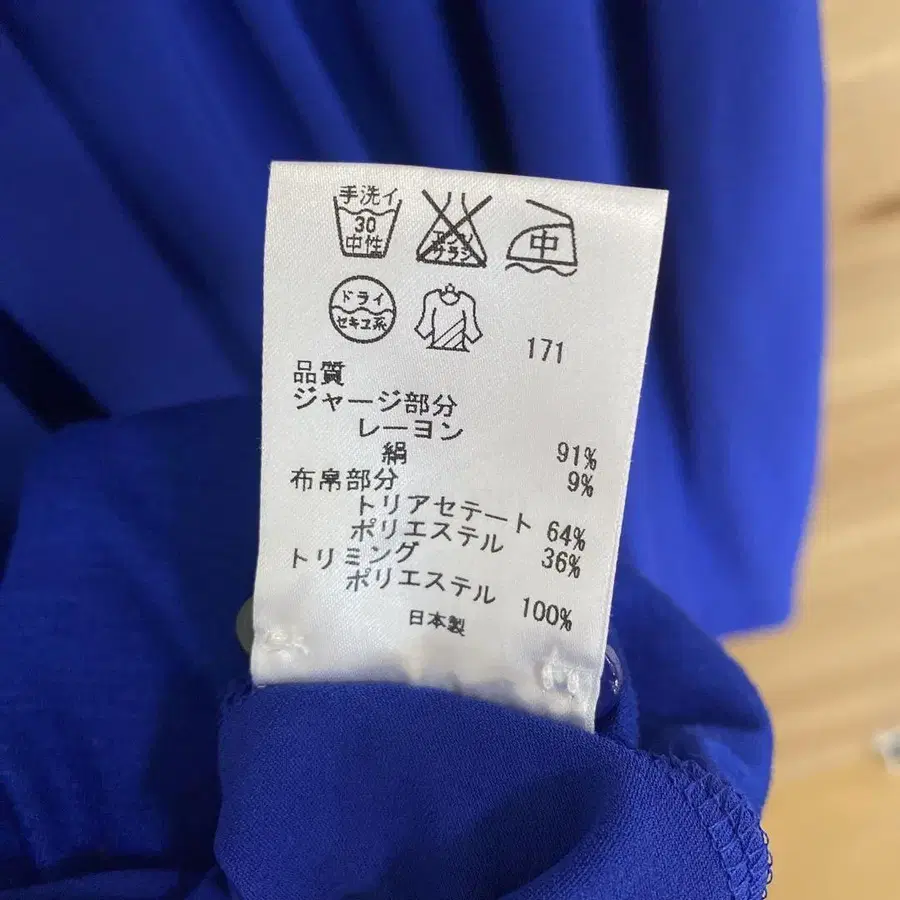 手洗イ
30
中性
エンソ
サラシ
中
ドライ
セキユ系
171
品質
ジャージ部分
レーヨン 91%
絹 9%
布帛部分
トリアセテート 64%
ポリエステル 36%
トリミング
ポリエステル 100%
日本製